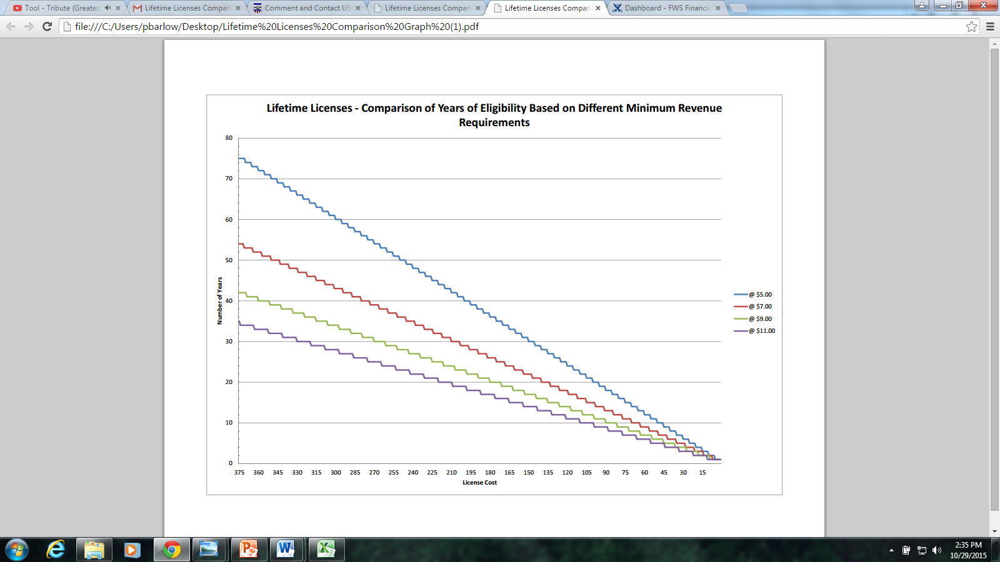 Tool - Tribute (Greates
Lifetime Licenses Compari
Comment and Contact US
Lifetime Licenses Compari
Lifetime Licenses Compar
Dashboard - FWS Financia
file:///C:/Users/pbarlow/Desktop/Lifetime%20Licenses%20Comparison%20Graph%20(1).pdf
Lifetime Licenses - Comparison of Years of Eligibility Based on Different Minimum Revenue
Requirements
80
70
60
50
40
30
20
10
0
Number of Years
375 360 345 330 315 300 285 270 255 240 225 210 195 180 165 150 135 120 105 90 75 60 45 30 15
License Cost
@ $5.00
@ $7.00
@ $9.00
@ $11.00
2:35 PM
10/29/2015